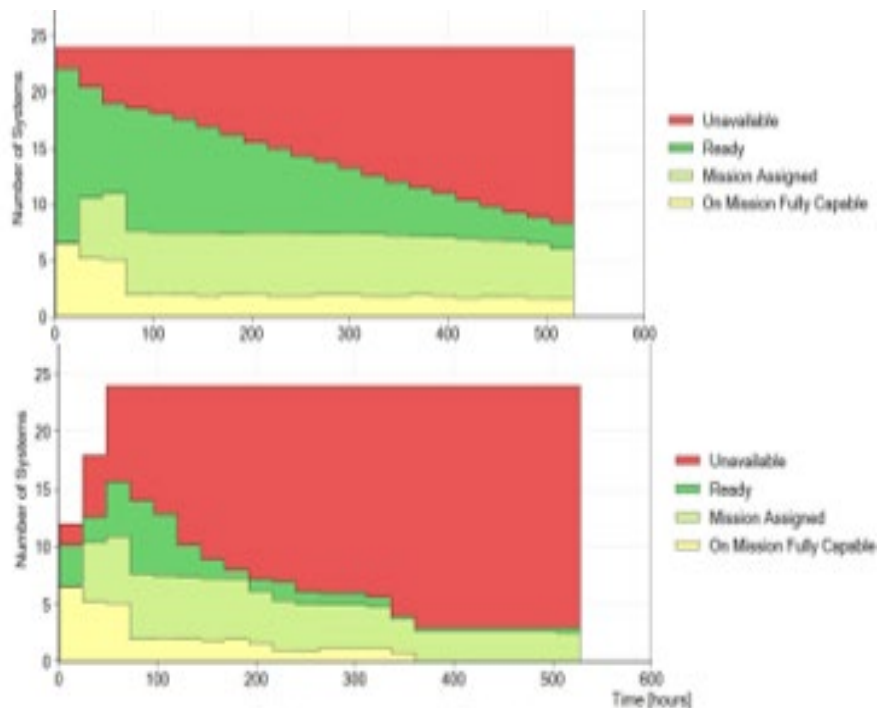 25
20
15
10
5
0
Number of Systems
0 100 200 300 400 500 600
Unavailable
Ready
Mission Assigned
On Mission Fully Capable
25
20
15
10
5
0
Number of Systems
0 100 200 300 400 500 600
Time [hours]
Unavailable
Ready
Mission Assigned
On Mission Fully Capable